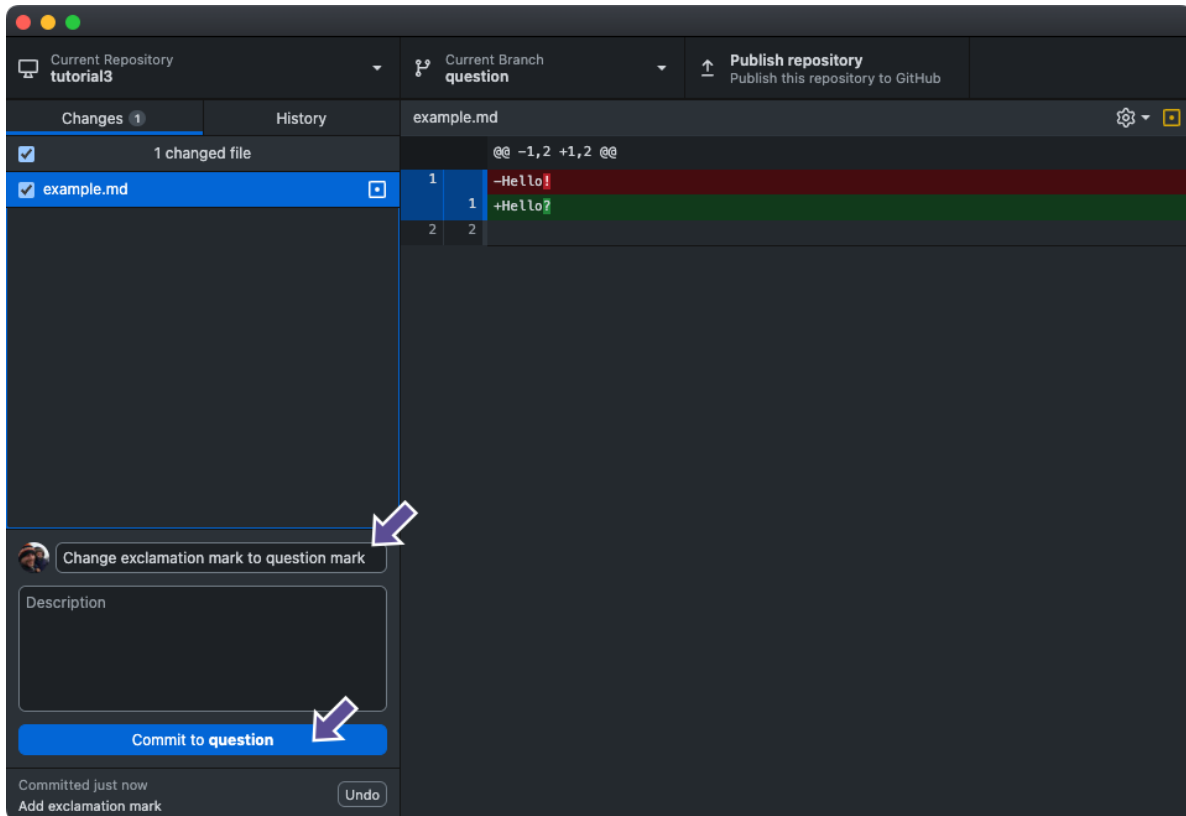 Current Repository
tutorial3
Current Branch
question
Publish repository
Publish this repository to GitHub
Changes 1
History
example.md
1 changed file
@@ -1,2 +1,2 @@
example.md
1 -Hello!
1 +Hello?
2 2
Change exclamation mark to question mark
Description
Commit to question
Committed just now
Add exclamation mark
Undo